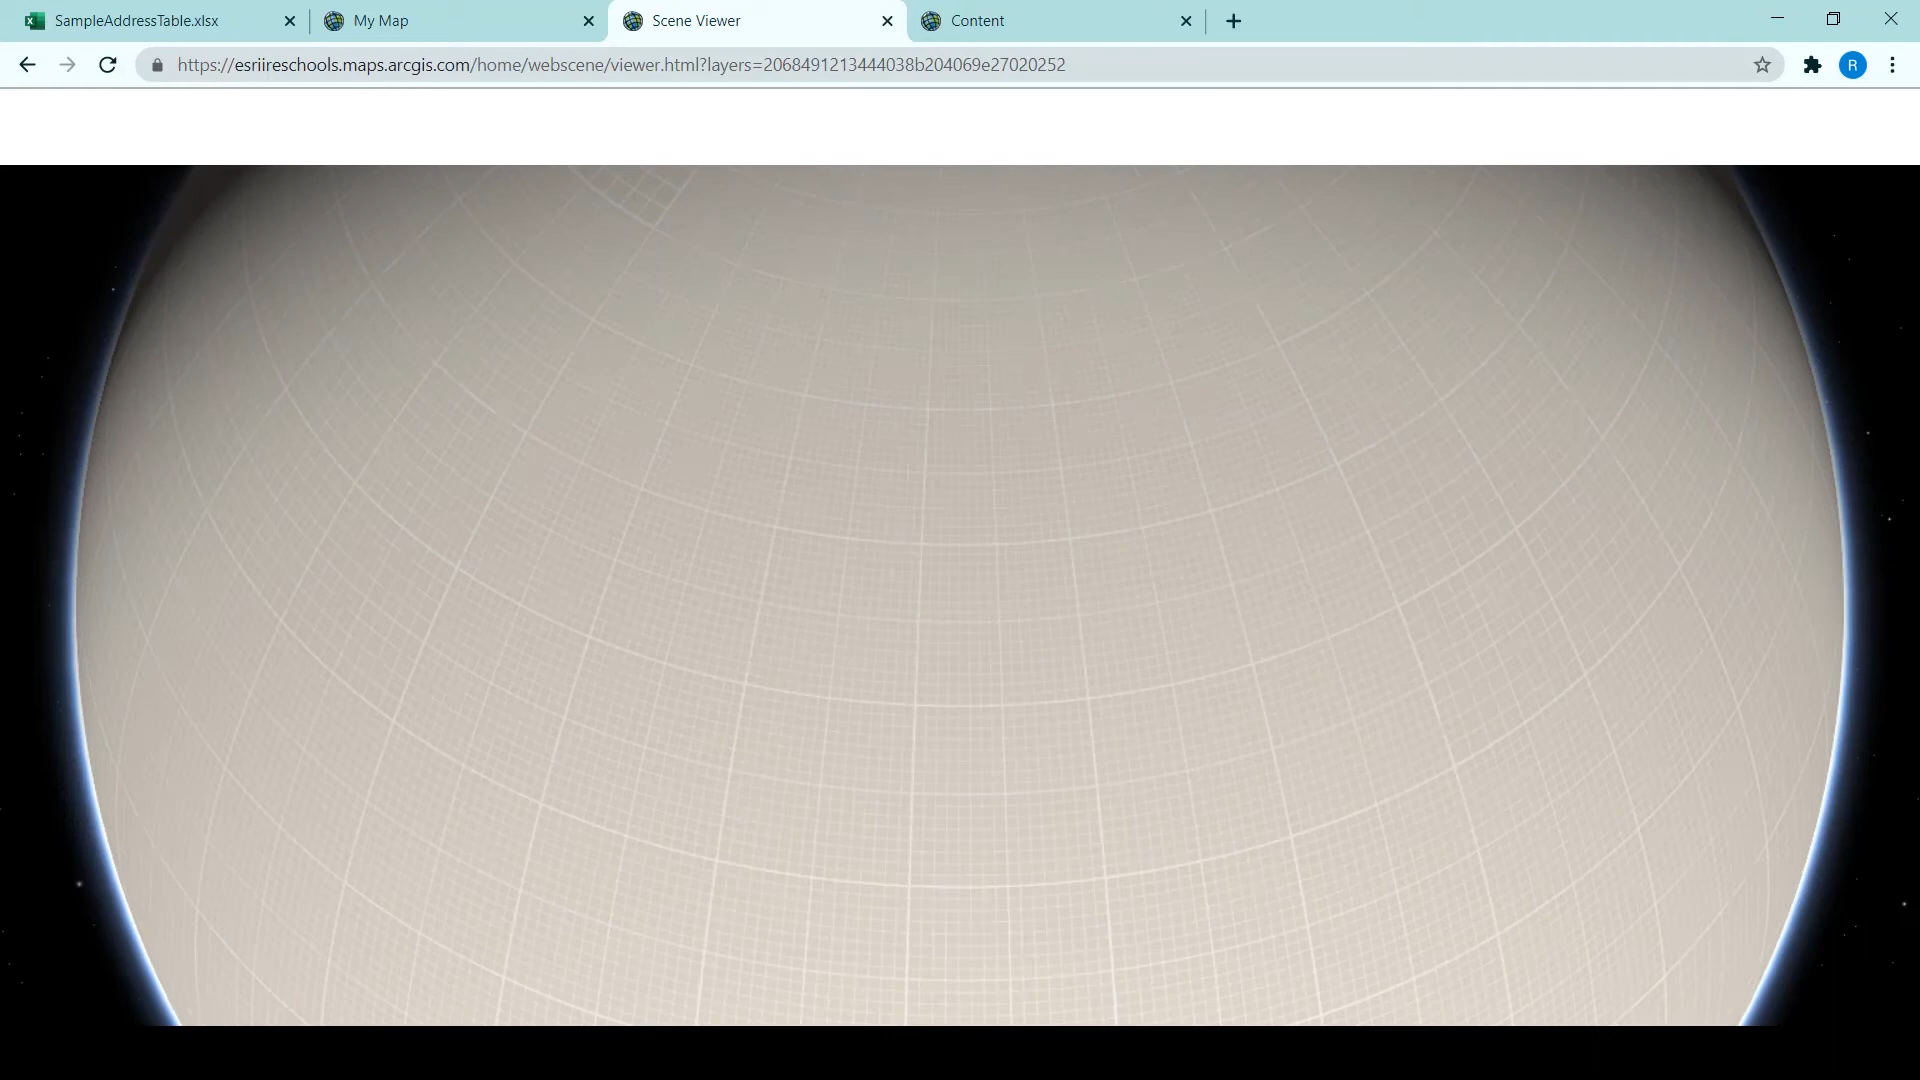 SampleAddressTable.xlsx
My Map
Scene Viewer
Content
https://esriireschools.maps.arcgis.com/home/webscene/viewer.html?layers=2068491213444038b204069e27020252
R